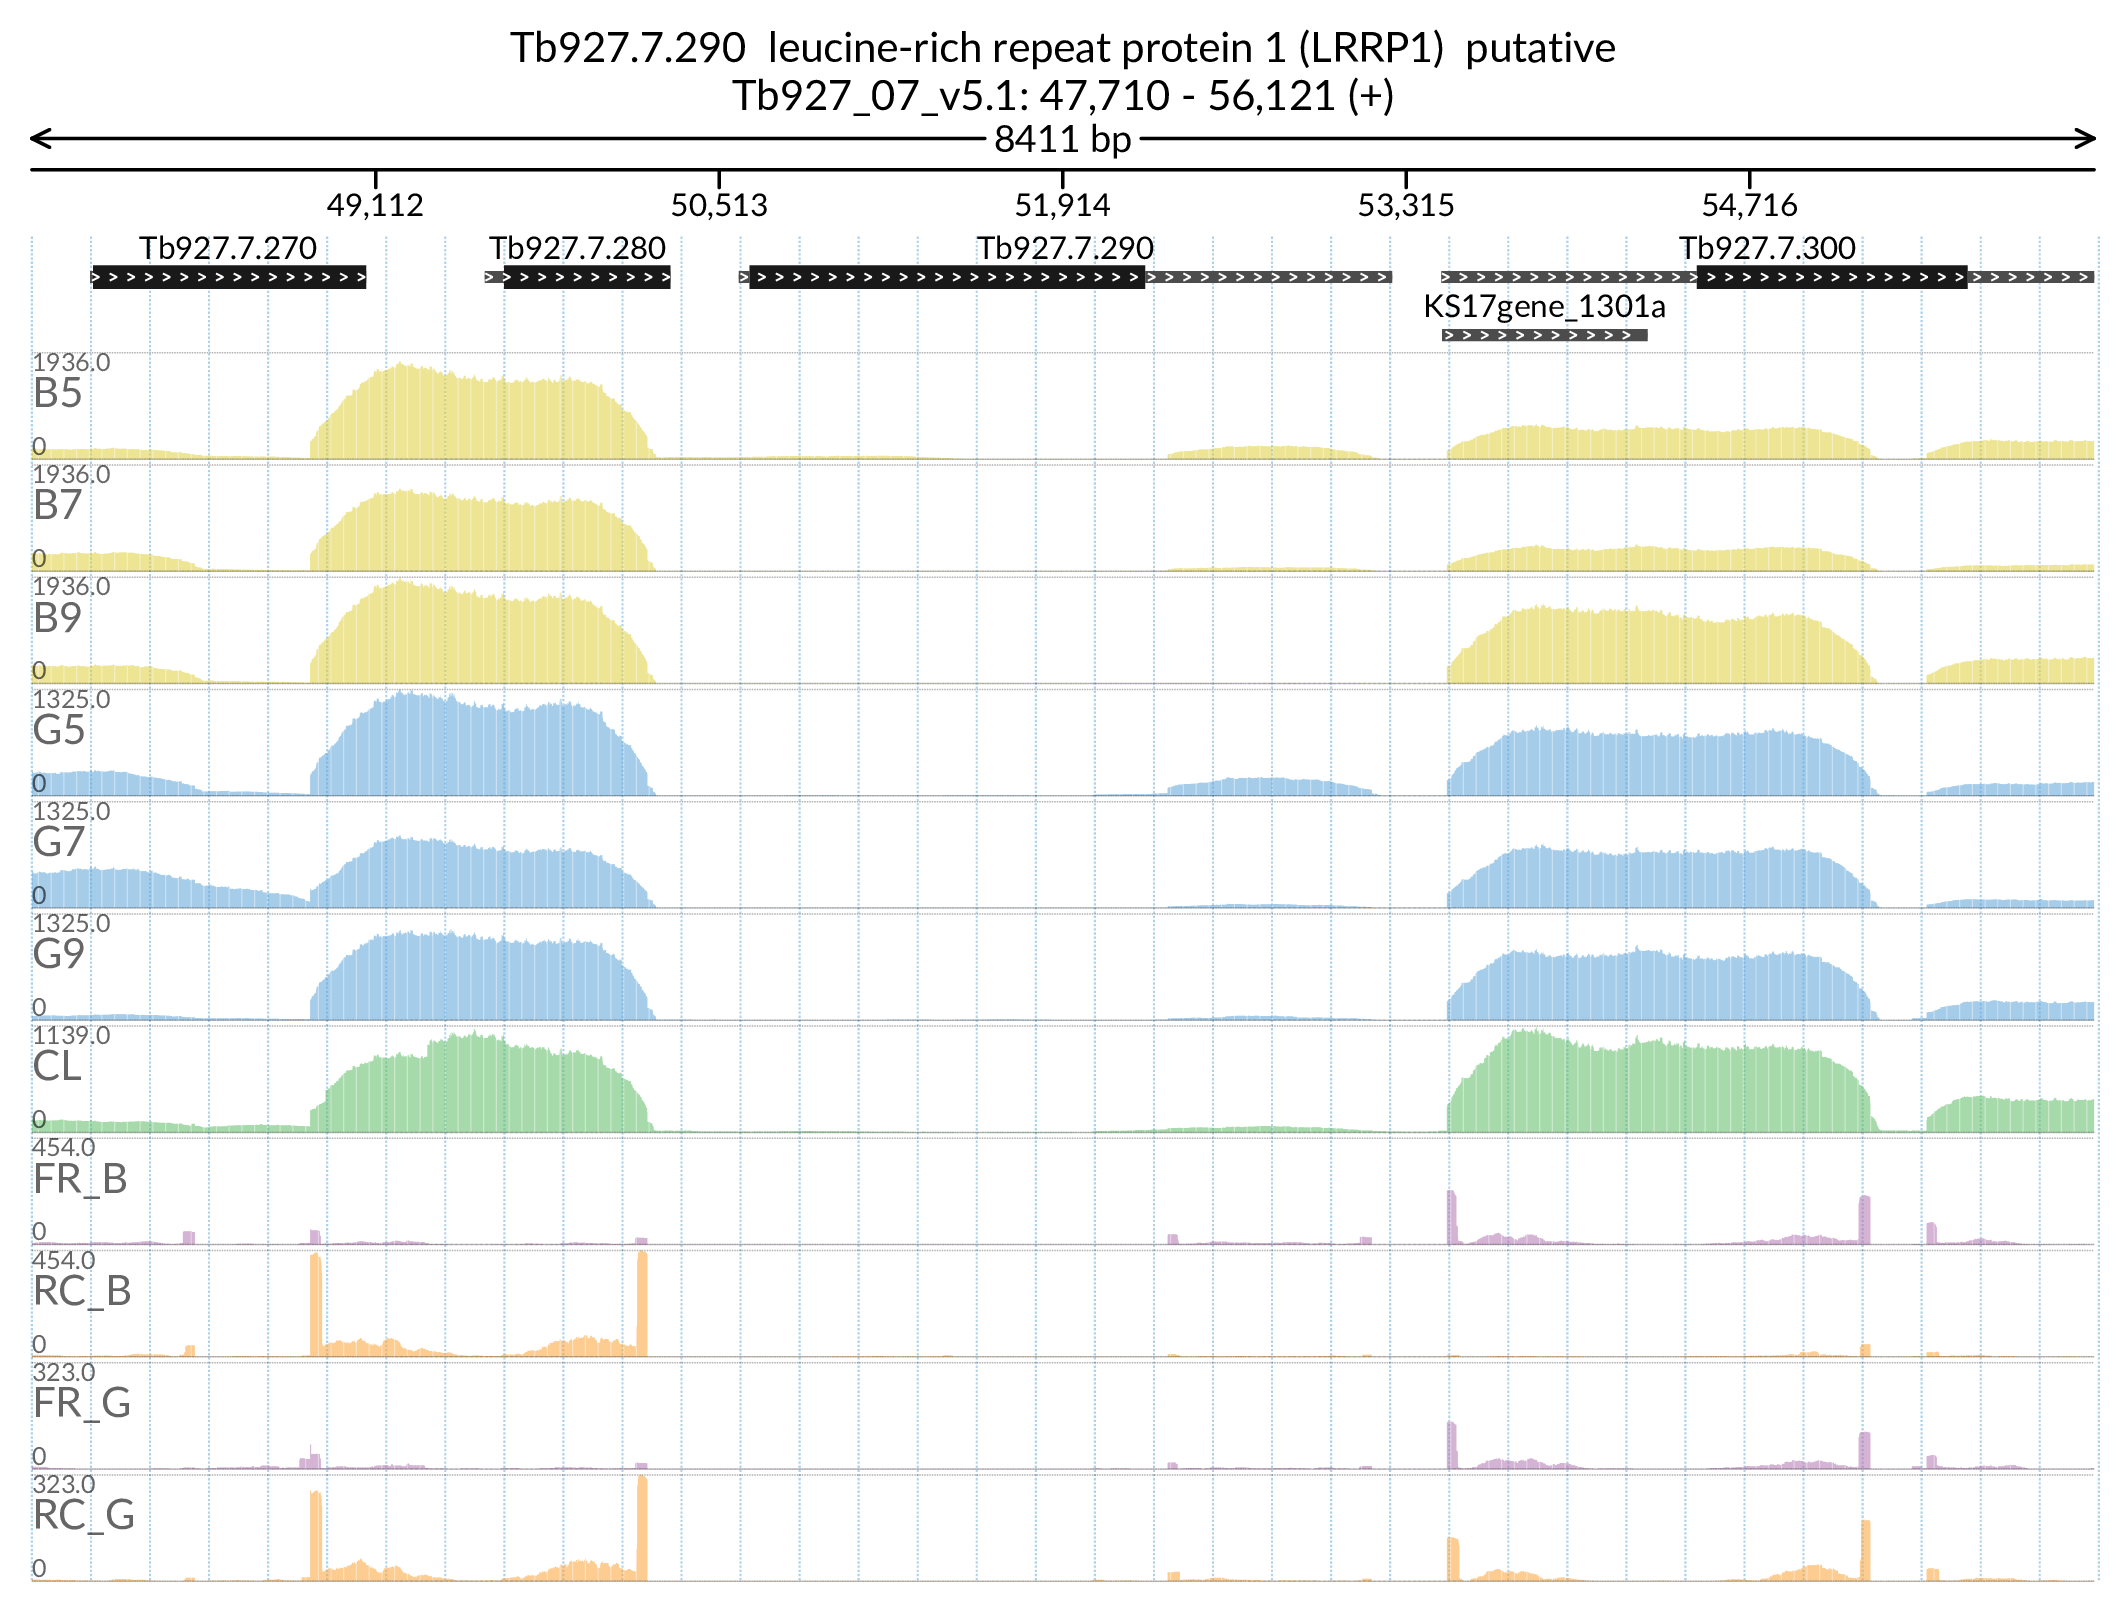 Tb927.7.290  leucine-rich repeat protein 1 (LRRP1)  putative
Tb927_07_v5.1: 47,710 - 56,121 (+)
8411 bp
49,112 50,513 51,914 53,315 54,716
Tb927.7.270 Tb927.7.280 Tb927.7.290 Tb927.7.300
KS17gene_1301a
1936.0
B5
0
1936.0
B7
0
1936.0
B9
0
1325.0
G5
0
1325.0
G7
0
1325.0
G9
0
1139.0
CL
0
454.0
FR_B
0
454.0
RC_B
0
323.0
FR_G
0
323.0
RC_G
0